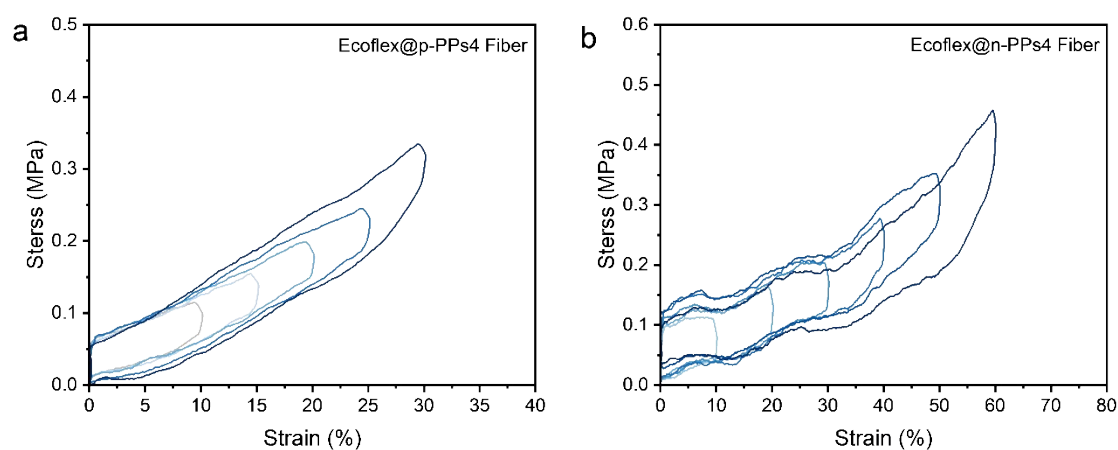 a
Ecoflex@p-PPs4 Fiber
Sterss (MPa)
0.5
0.4
0.3
0.2
0.1
0.0
0 5 10 15 20 25 30 35 40
Strain (%)
b
Ecoflex@n-PPs4 Fiber
Sterss (MPa)
0.6
0.5
0.4
0.3
0.2
0.1
0.0
0 10 20 30 40 50 60 70 80
Strain (%)